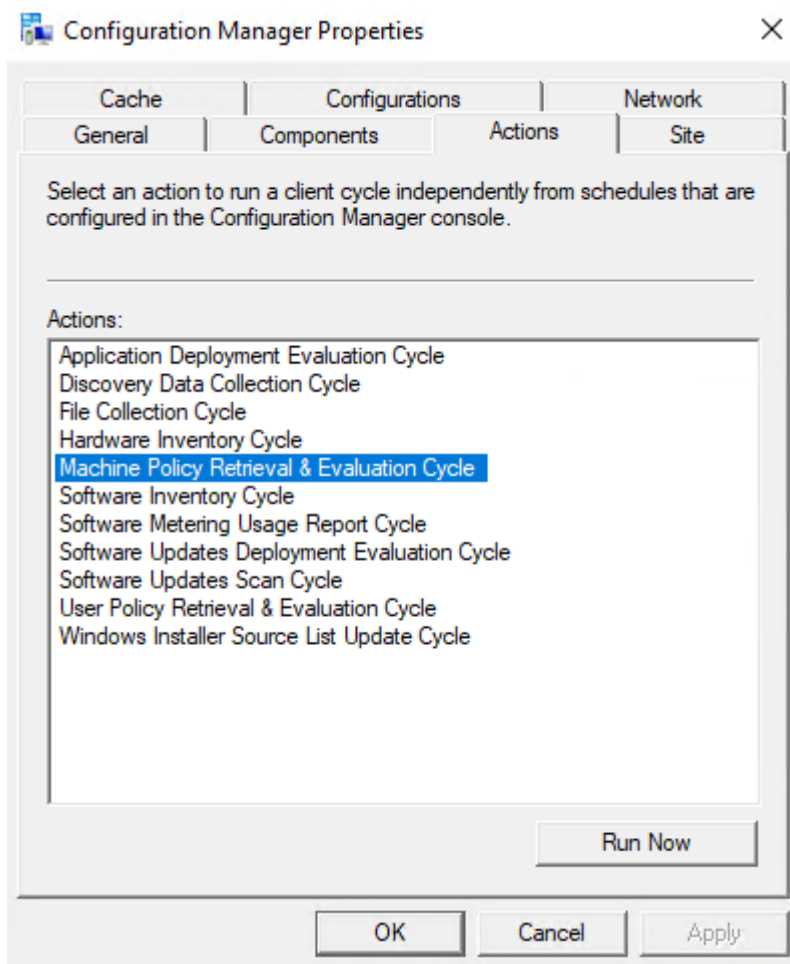 Configuration Manager Properties
Cache
Configurations
Network
General
Components
Actions
Site
Select an action to run a client cycle independently from schedules that are
configured in the Configuration Manager console.
Actions:
Application Deployment Evaluation Cycle
Discovery Data Collection Cycle
File Collection Cycle
Hardware Inventory Cycle
Machine Policy Retrieval & Evaluation Cycle
Software Inventory Cycle
Software Metering Usage Report Cycle
Software Updates Deployment Evaluation Cycle
Software Updates Scan Cycle
User Policy Retrieval & Evaluation Cycle
Windows Installer Source List Update Cycle
Run Now
OK
Cancel
Apply